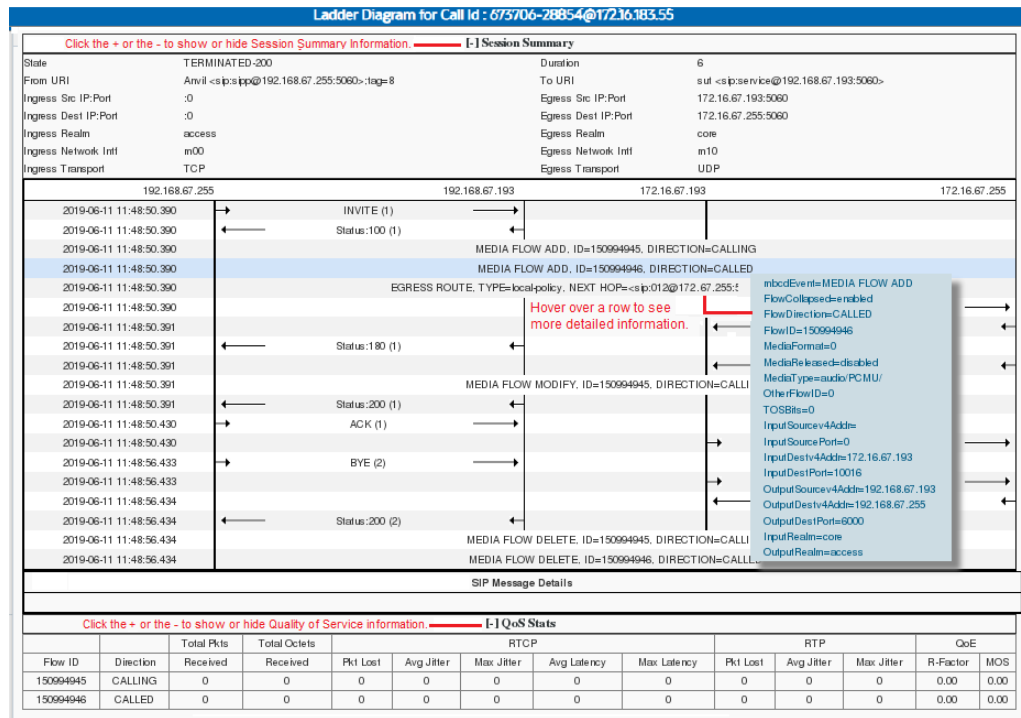 Ladder Diagram for Call Id : 673706-28854@172.16.183.55
Click the + or the - to show or hide Session Summary Information. [-] Session Summary
State TERMINATED-200 Duration 6
From URI Anvil <sip:sipp@192.168.67.255:5060>;tag=8 To URI sut <sip:service@192.168.67.193:5060>
Ingress Src IP:Port :0 Egress Src IP:Port 172.16.67.193:5060
Ingress Dest IP:Port :0 Egress Dest IP:Port 172.16.67.255:5060
Ingress Realm access Egress Realm core
Ingress Network Intf m00 Egress Network Intf m10
Ingress Transport TCP Egress Transport UDP
192.168.67.255 192.168.67.193 172.16.67.193 172.16.67.255
2019-06-11 11:48:50.390 INVITE (1)
2019-06-11 11:48:50.390 Status:100 (1)
2019-06-11 11:48:50.390 MEDIA FLOW ADD, ID=150994945, DIRECTION=CALLING
2019-06-11 11:48:50.390 MEDIA FLOW ADD, ID=150994946, DIRECTION=CALLED
2019-06-11 11:48:50.390 EGRESS ROUTE, TYPE=local-policy, NEXT HOP=<sip:012@172.67.255:5
2019-06-11 11:48:50.390
2019-06-11 11:48:50.391
2019-06-11 11:48:50.391 Status:180 (1)
2019-06-11 11:48:50.391
2019-06-11 11:48:50.391 MEDIA FLOW MODIFY, ID=150994945, DIRECTION=CALLI
2019-06-11 11:48:50.391 Status:200 (1)
2019-06-11 11:48:50.430 ACK (1)
2019-06-11 11:48:50.430
2019-06-11 11:48:56.433 BYE (2)
2019-06-11 11:48:56.433
2019-06-11 11:48:56.434
2019-06-11 11:48:56.434 Status:200 (2)
2019-06-11 11:48:56.434 MEDIA FLOW DELETE, ID=150994945, DIRECTION=CALLI
2019-06-11 11:48:56.434 MEDIA FLOW DELETE, ID=150994946, DIRECTION=CALLE
Hover over a row to see
more detailed information.
mbcdEvent=MEDIA FLOW ADD
FlowCollapsed=enabled
FlowDirection=CALLED
FlowID=150994946
MediaFormat=0
MediaReleased=disabled
MediaType=audio/PCMU/
OtherFlowID=0
TOSBits=0
InputSourcev4Addr=
InputSourcePort=0
InputDestv4Addr=172.16.67.193
InputDestPort=10016
OutputSourcev4Addr=192.168.67.193
OutputDestv4Addr=192.168.67.255
OutputDestPort=6000
InputRealm=core
OutputRealm=access
SIP Message Details
Click the + or the - to show or hide Quality of Service information. [-] QoS Stats
Total Pkts Total Octets RTCP RTP QoE
Flow ID Direction Received Received Pkt Lost Avg Jitter Max Jitter Avg Latency Max Latency Pkt Lost Avg Jitter Max Jitter R-Factor MOS
150994945 CALLING 0 0 0 0 0 0 0 0 0 0 0.00 0.00
150994946 CALLED 0 0 0 0 0 0 0 0 0 0 0.00 0.00